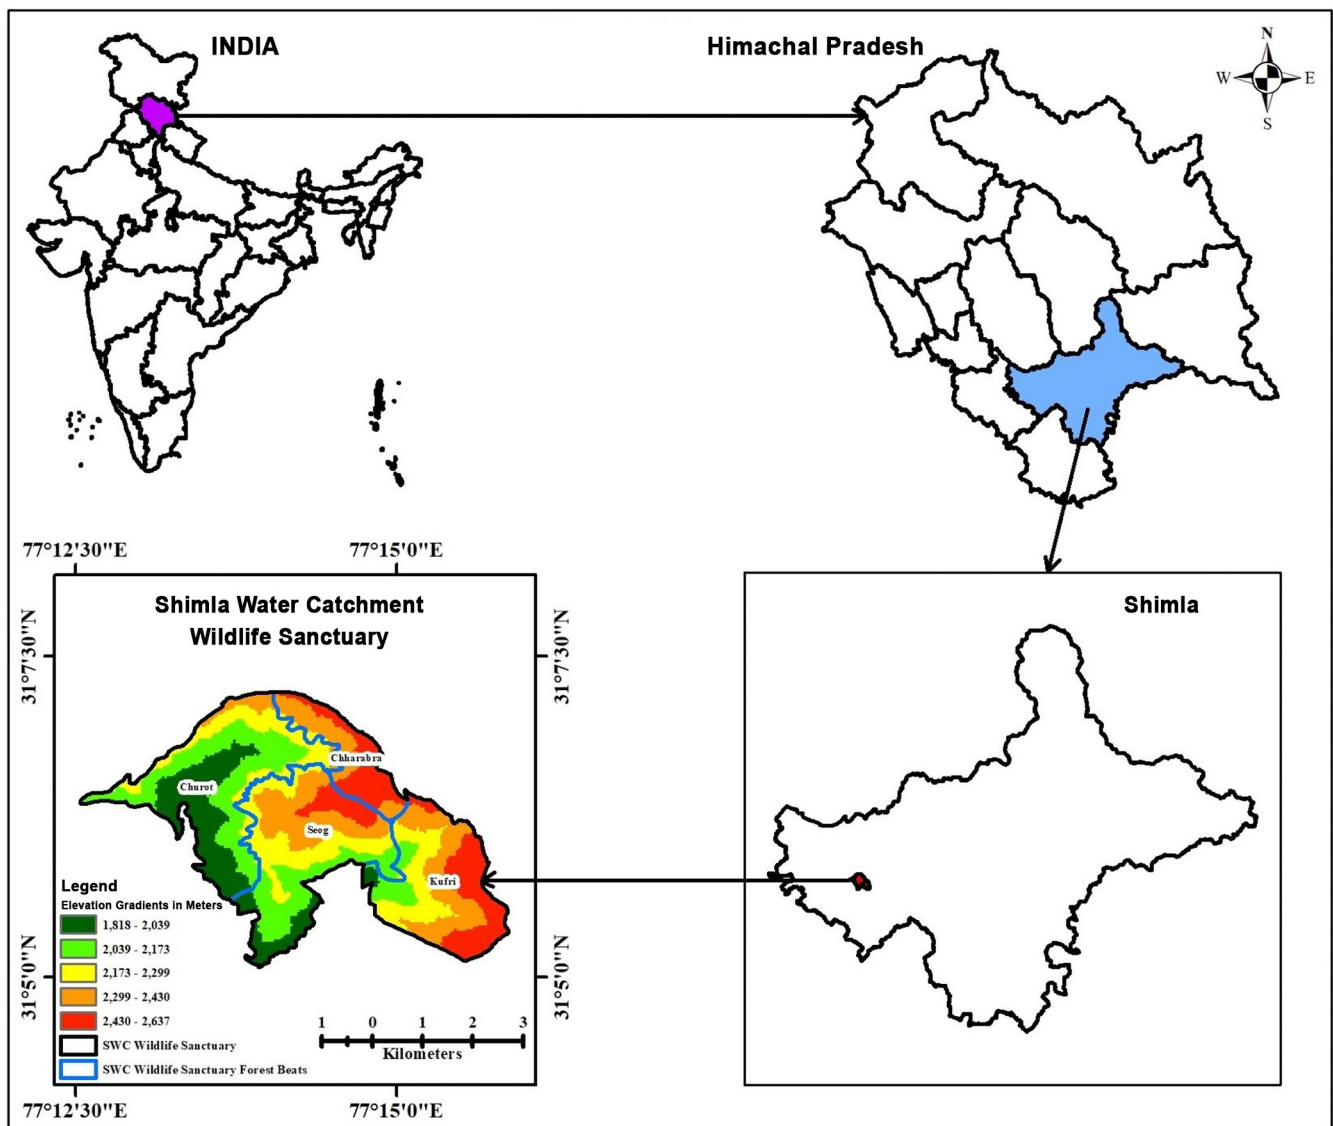 INDIA
Himachal Pradesh
N
W E
S
77°12'30"E 77°15'0"E
31°7'30"N
31°7'30"N
Shimla Water Catchment
Wildlife Sanctuary
Shimla
Chharabra
Churot
Seog
Kufri
31°5'0"N
31°5'0"N
Legend
Elevation Gradients in Meters
1,818 - 2,039
2,039 - 2,173
2,173 - 2,299
2,299 - 2,430
2,430 - 2,637
SWC Wildlife Sanctuary
SWC Wildlife Sanctuary Forest Beats
1 0 1 2 3
Kilometers
77°12'30"E 77°15'0"E